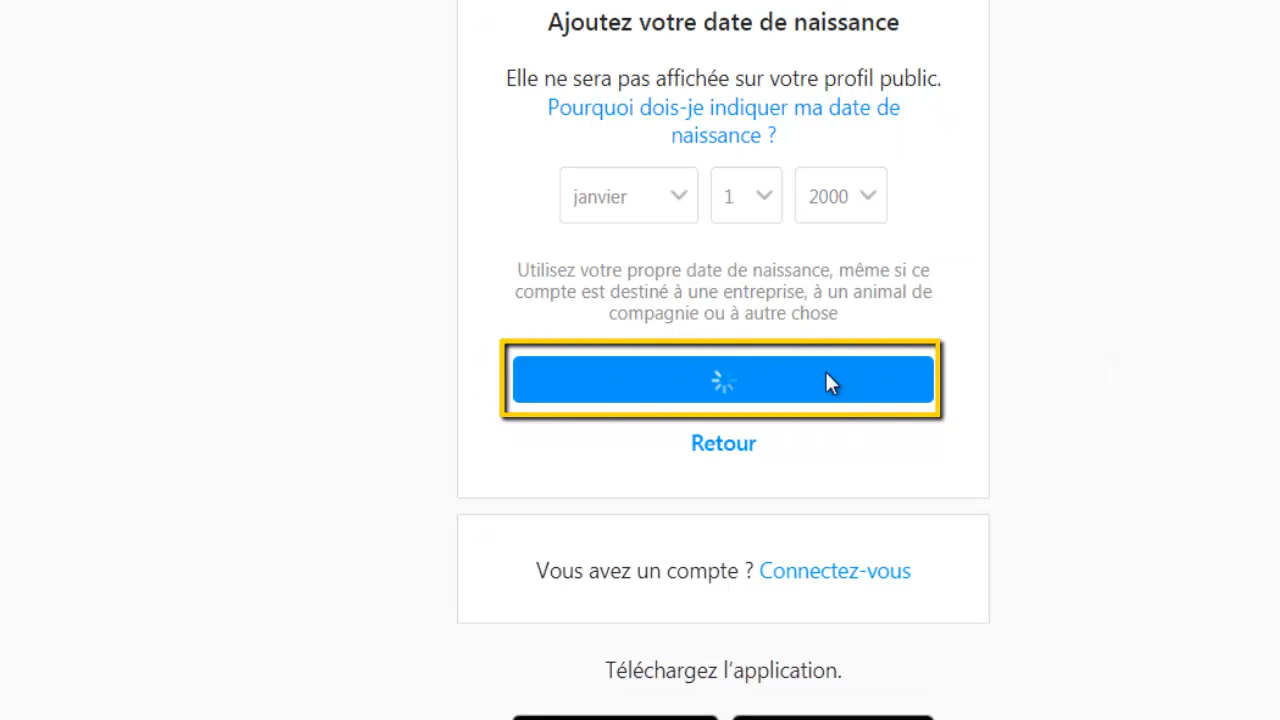 Ajoutez votre date de naissance
Elle ne sera pas affichée sur votre profil public.
Pourquoi dois-je indiquer ma date de
naissance ?
janvier 1 2000
Utilisez votre propre date de naissance, même si ce
compte est destiné à une entreprise, à un animal de
compagnie ou à autre chose
Retour
Vous avez un compte ? Connectez-vous
Téléchargez l’application.